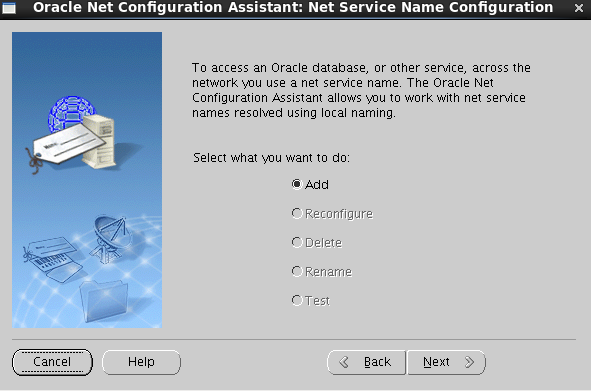 Oracle Net Configuration Assistant: Net Service Name Configuration
To access an Oracle database, or other service, across the
network you use a net service name. The Oracle Net
Configuration Assistant allows you to work with net service
names resolved using local naming.
Select what you want to do:
Add
Reconfigure
Delete
Rename
Test
Cancel
Help
Back
Next